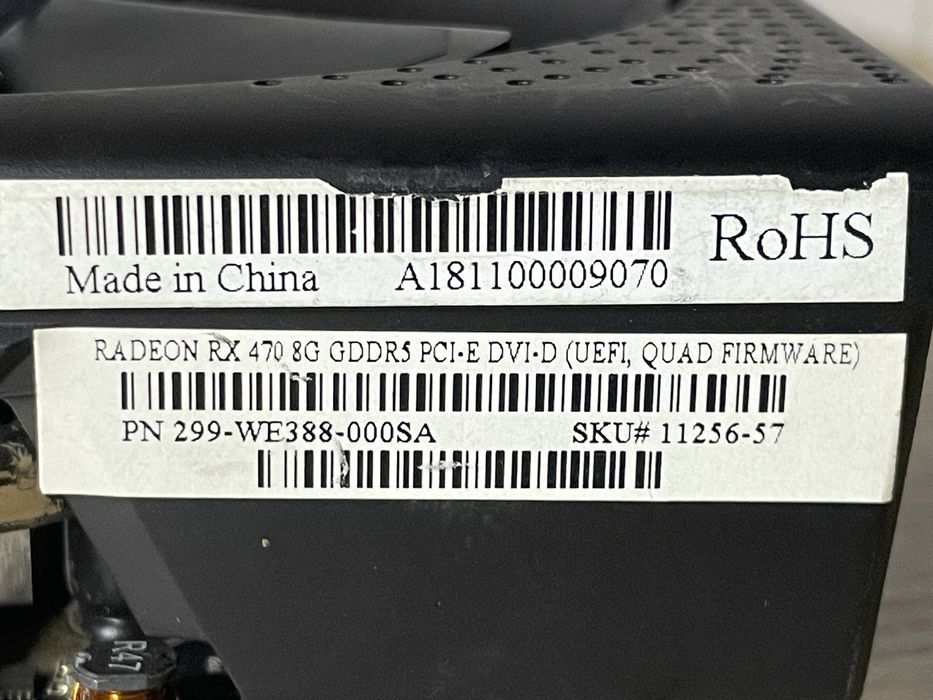 Made in China A181100009070 RoHS
RADEON RX 470 8G GDDR5 PCI-E DVI-D (UEFI, QUAD FIRMWARE)
PN 299-WE388-000SA SKU# 11256-57
R47